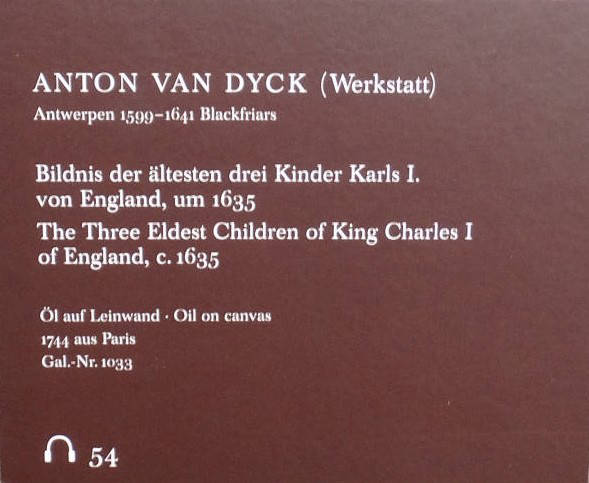 ANTON VAN DYCK (Werkstatt)
Antwerpen 1599–1641 Blackfriars
Bildnis der ältesten drei Kinder Karls I.
von England, um 1635
The Three Eldest Children of King Charles I
of England, c. 1635
Öl auf Leinwand · Oil on canvas
1744 aus Paris
Gal.-Nr. 1033
54